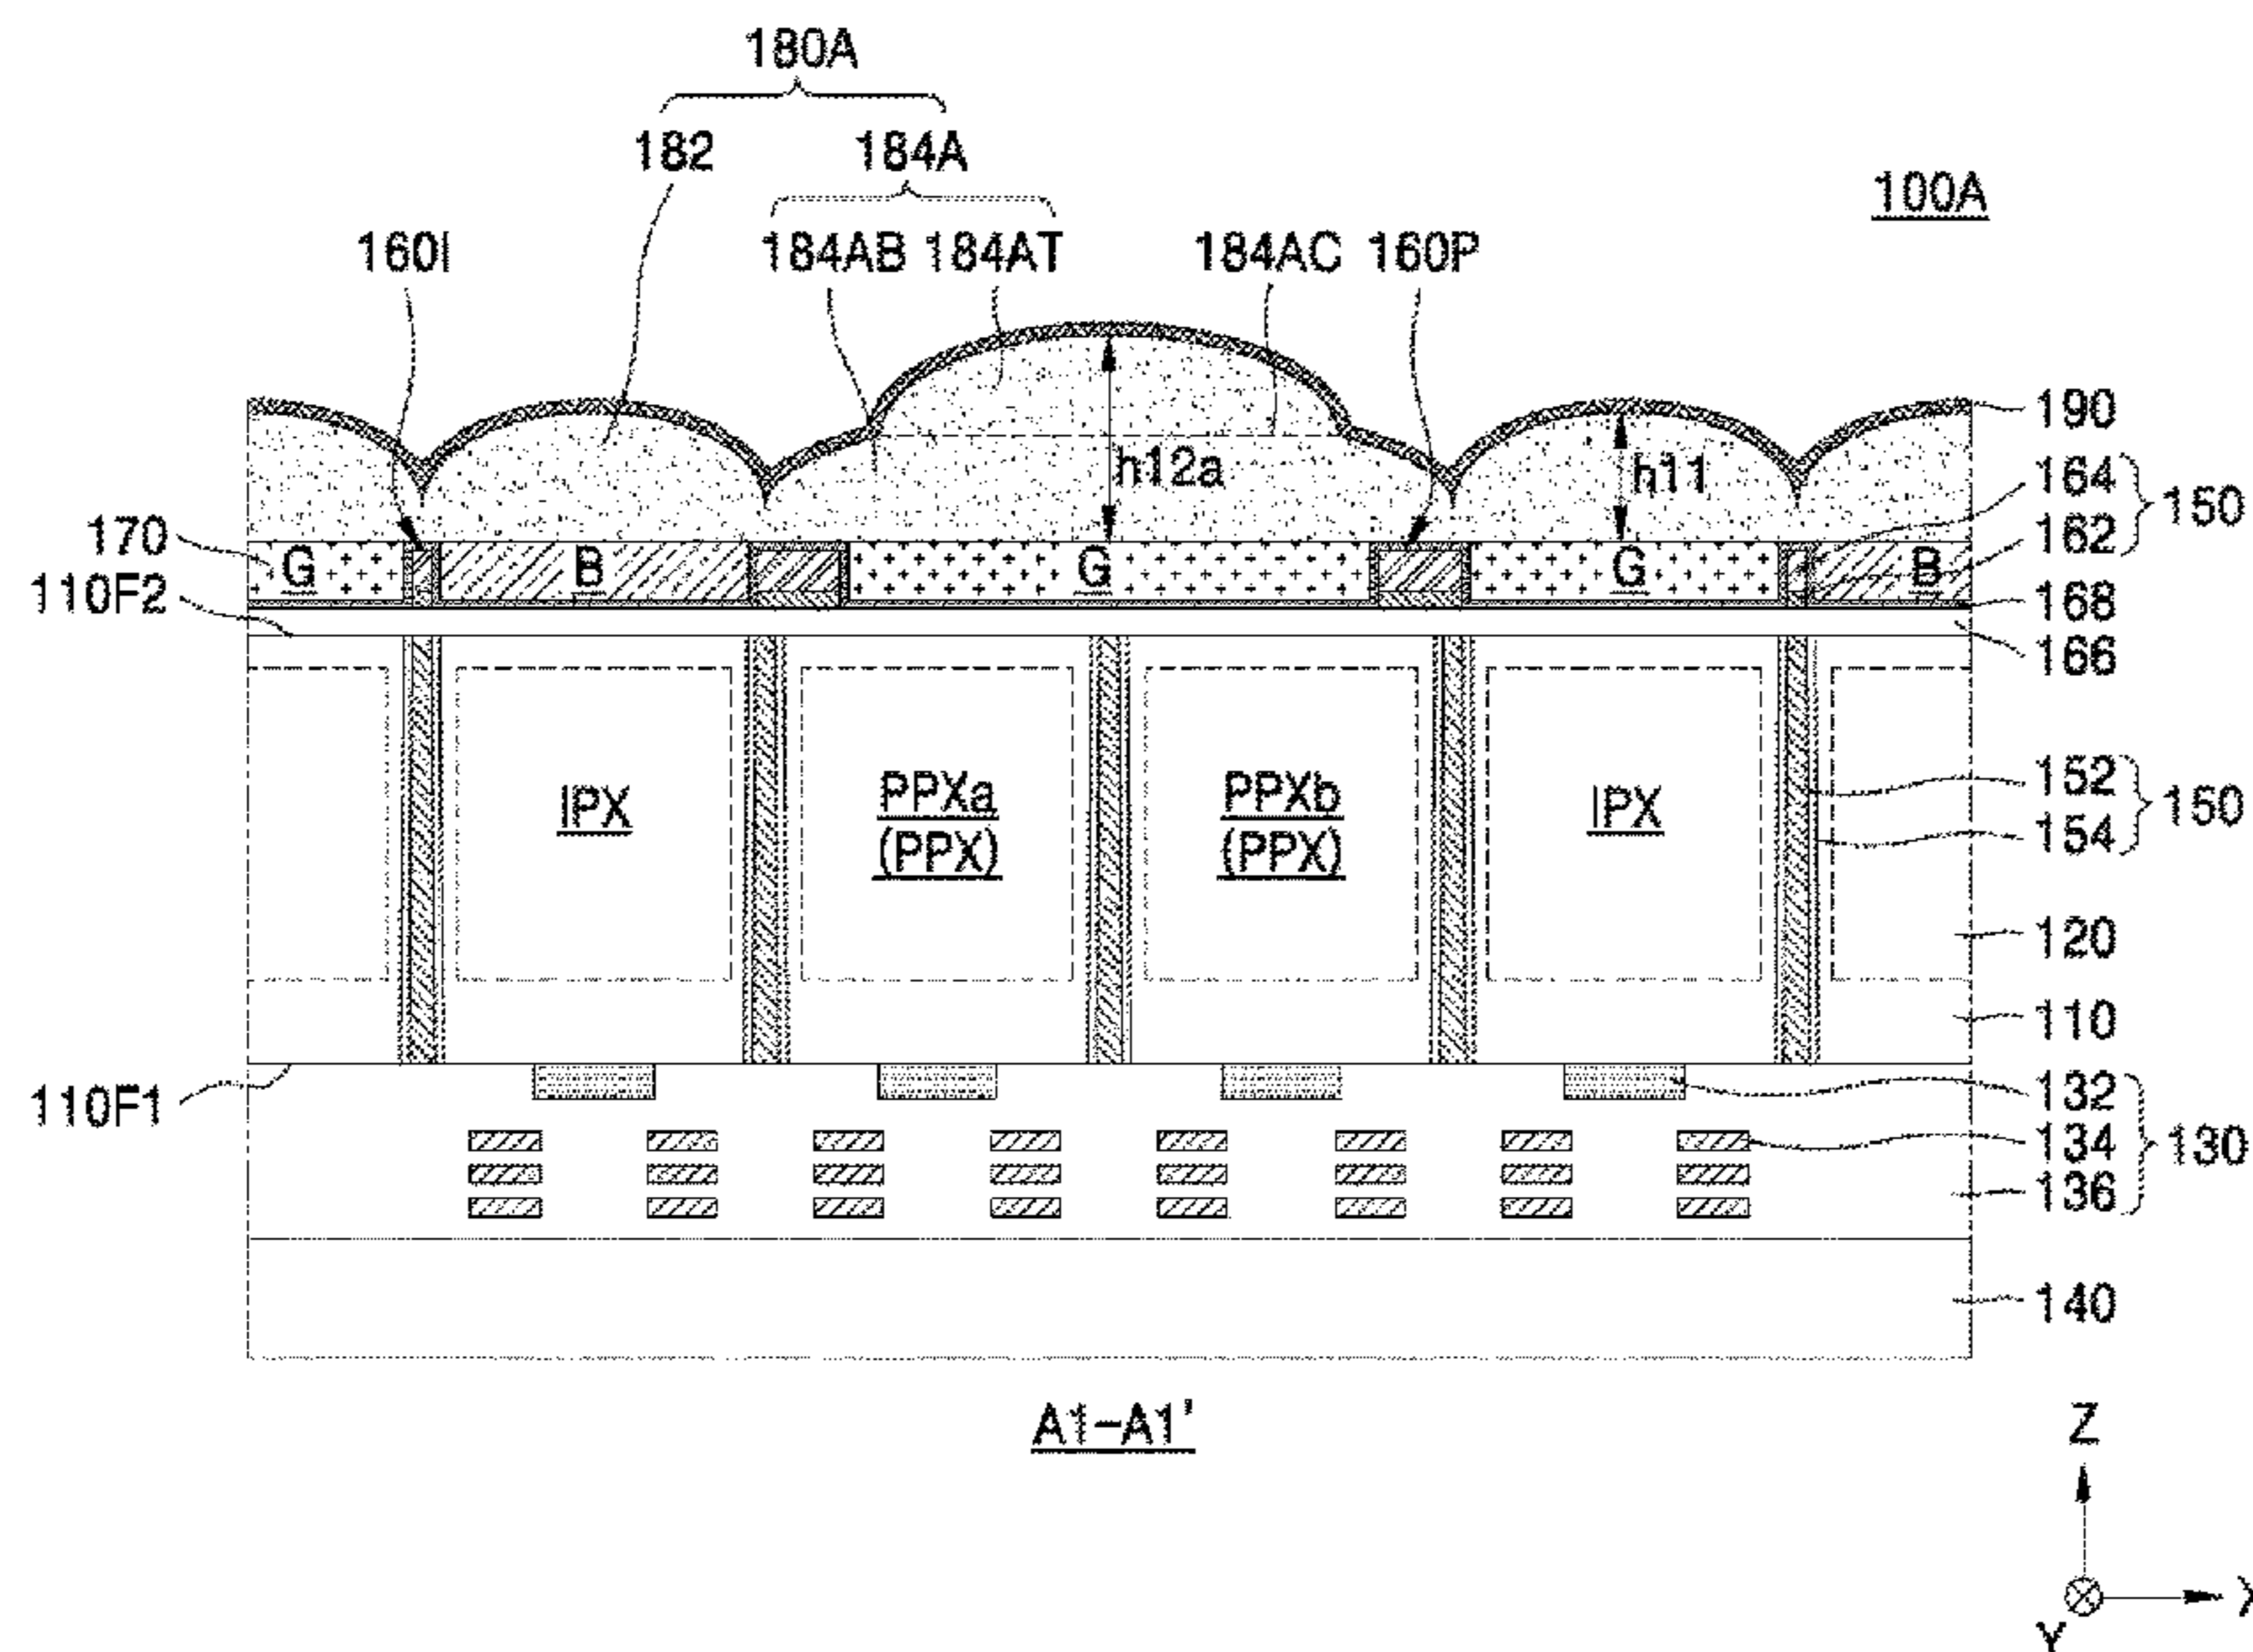 180A
182
184A
100A
160I
184AB
184AT
184AC
160P
190
164
162
150
h12a
h11
170
G
B
G
G
B
110F2
168
166
IPX
PPXa
(PPX)
PPXb
(PPX)
IPX
152
154
150
120
110
110F1
132
134
136
130
140
A1-A1'
Z
X
Y